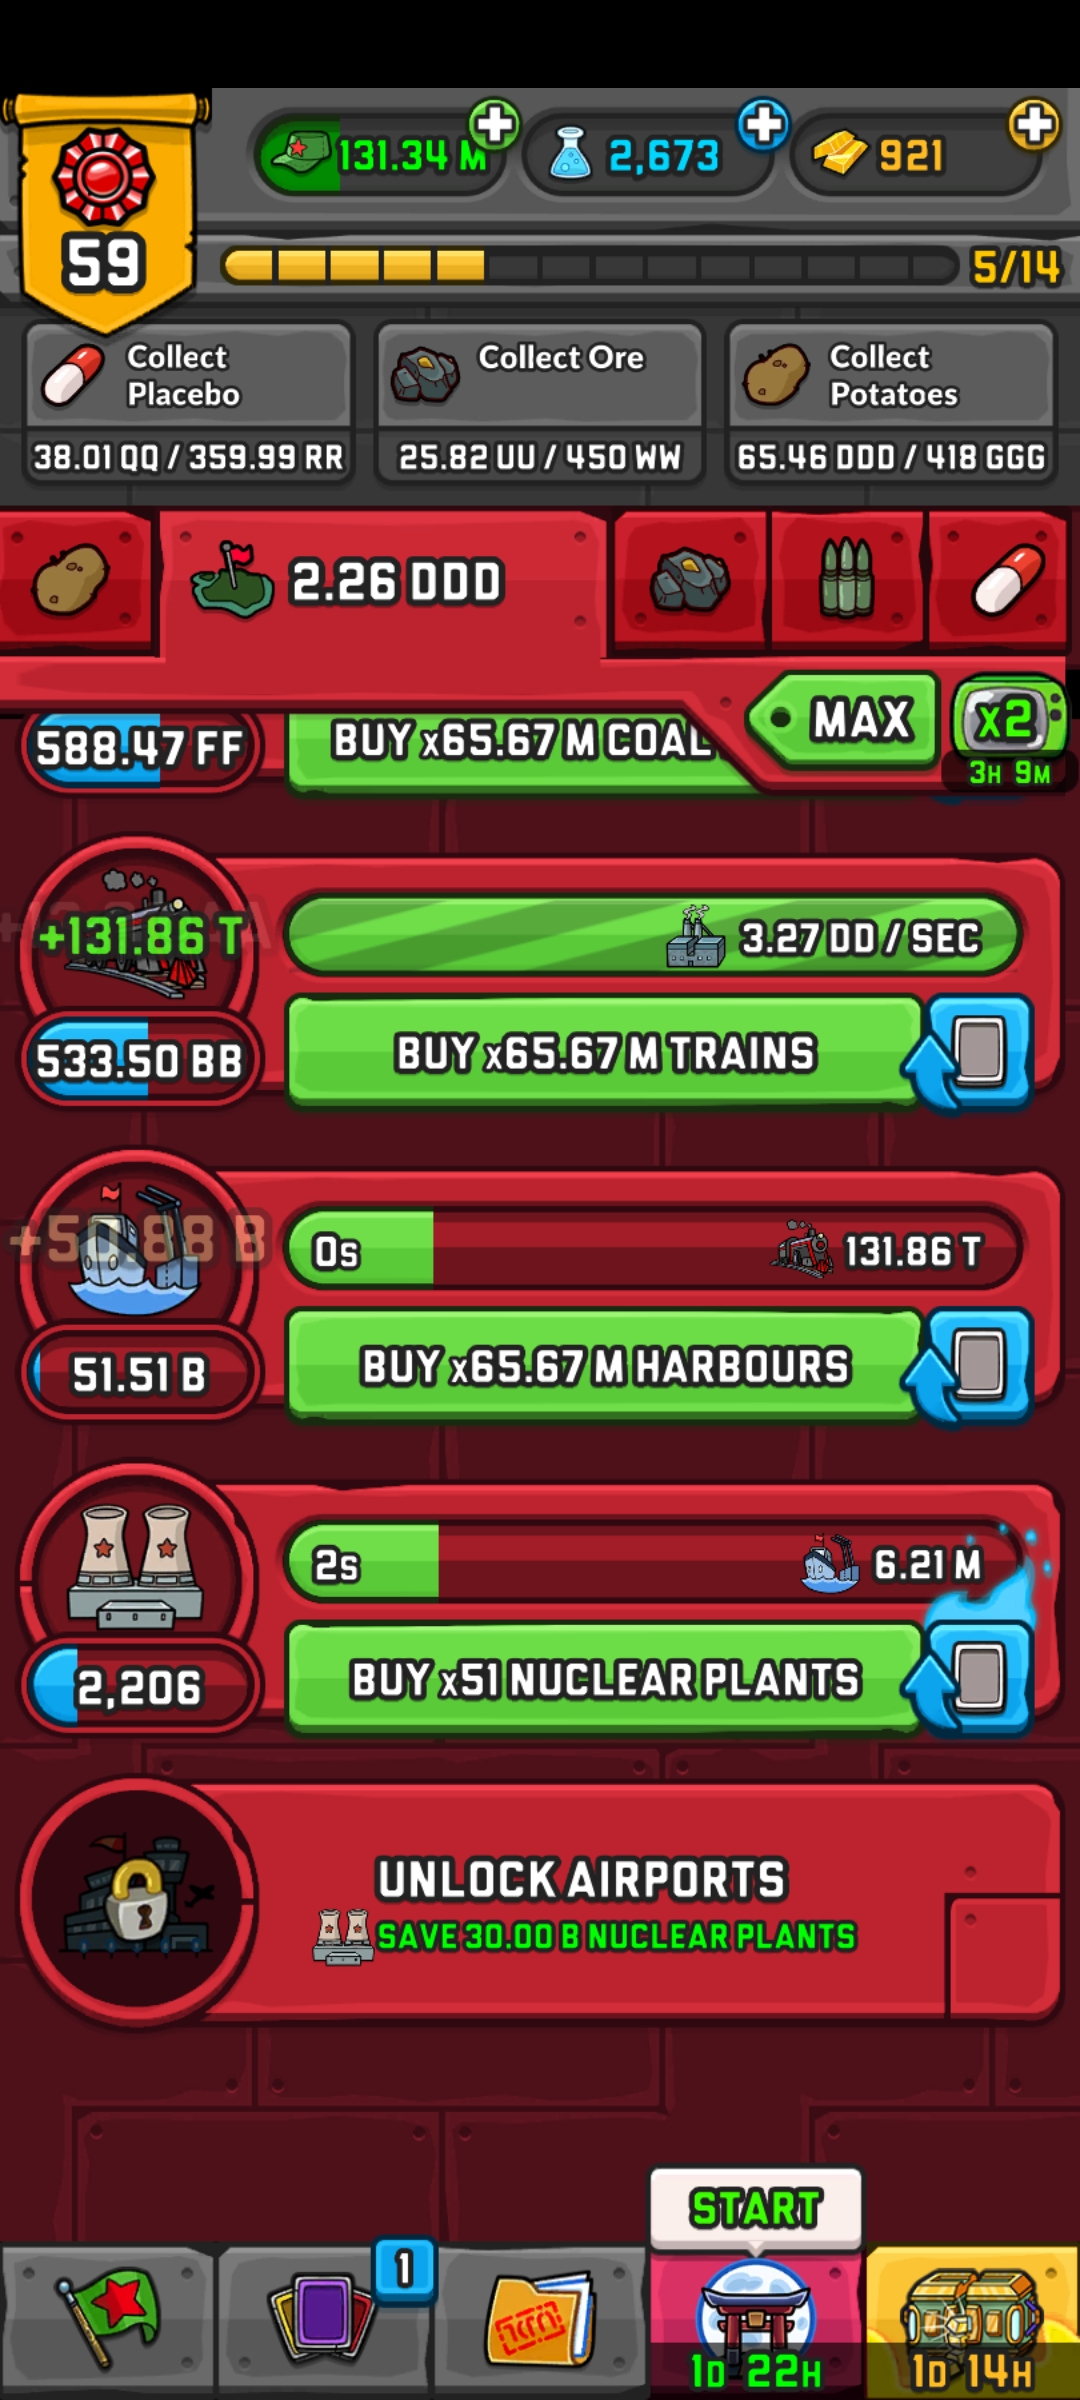 131.34 M
2,673
921
59
5/14
Collect
Placebo
38.01 QQ / 359.99 RR
Collect Ore
25.82 UU / 450 WW
Collect
Potatoes
65.46 DDD / 418 GGG
2.26 DDD
MAX
x2
3H 9M
588.47 FF
BUY x65.67 M COAL
+131.86 T
3.27 DD / SEC
533.50 BB
BUY x65.67 M TRAINS
+50.88 B
0s
131.86 T
51.51 B
BUY x65.67 M HARBOURS
2s
6.21 M
2,206
BUY x51 NUCLEAR PLANTS
UNLOCK AIRPORTS
SAVE 30.00 B NUCLEAR PLANTS
START
1
1D 22H
1D 14H